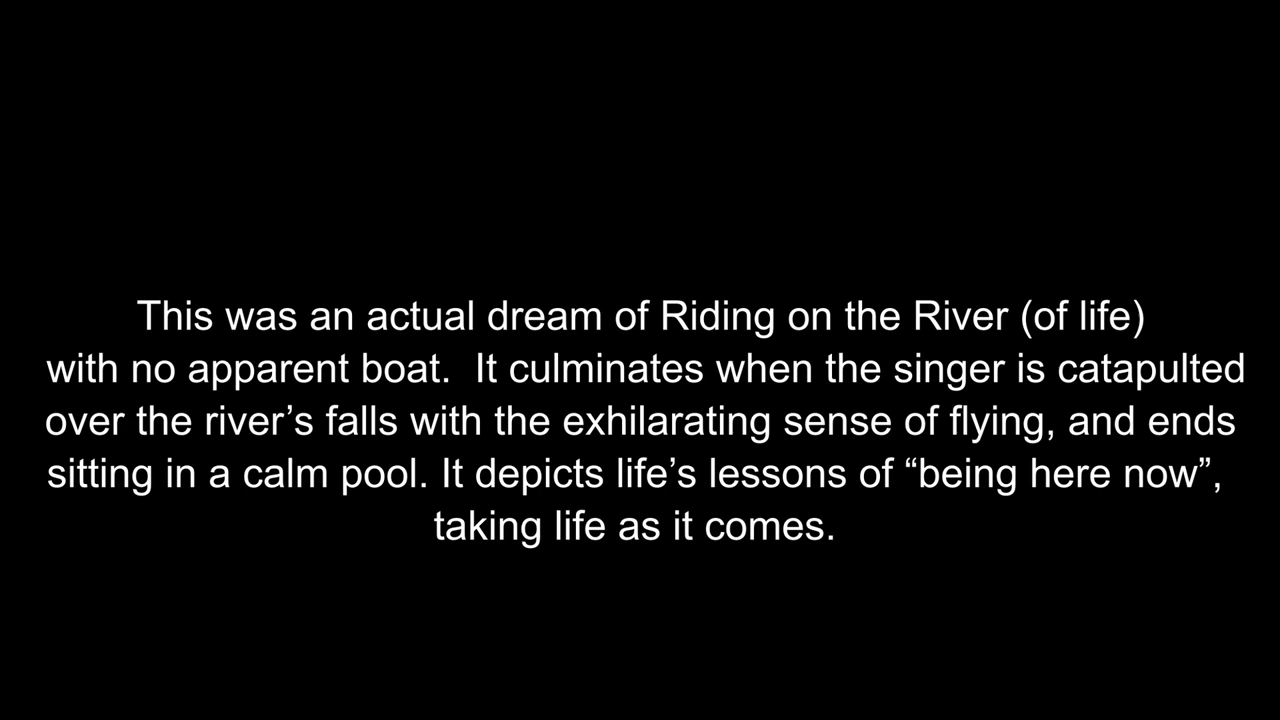 This was an actual dream of Riding on the River (of life)
with no apparent boat.  It culminates when the singer is catapulted
over the river’s falls with the exhilarating sense of flying, and ends
sitting in a calm pool. It depicts life’s lessons of “being here now”,
taking life as it comes.